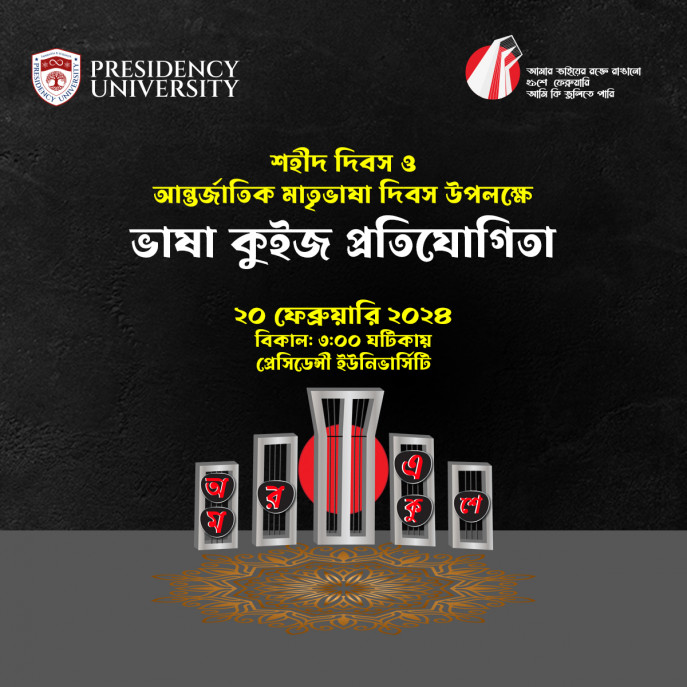 PRESIDENCY
UNIVERSITY
আমার ভাইয়ের রক্তে রাঙানো
২১শে ফেব্রুয়ারি
আমি কি ভুলিতে পারি
শহীদ দিবস ও
আন্তর্জাতিক মাতৃভাষা দিবস উপলক্ষে
ভাষা কুইজ প্রতিযোগিতা
২০ ফেব্রুয়ারি ২০২৪
বিকাল: ৩:০০ ঘটিকায়
প্রেসিডেন্সী ইউনিভার্সিটি
অ
ম
র
এ
কু
শে